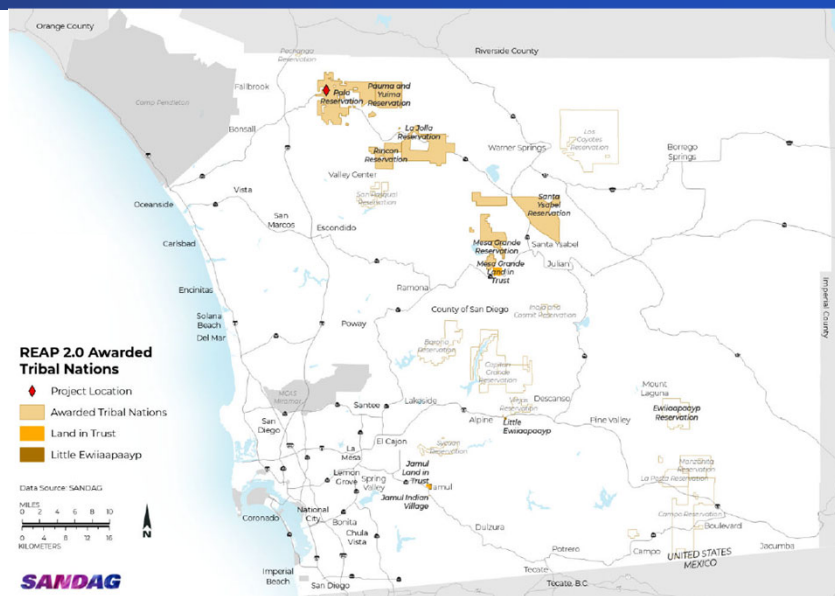 Orange County
Riverside County
Pechanga
Reservation
Fallbrook
Pala
Reservation
Pauma and
Yuima
Reservation
Camp Pendleton
Bonsall
La Jolla
Reservation
Rincon
Reservation
Warner Springs
Los
Coyotes
Reservation
Borrego
Springs
Valley Center
San Pasqual
Reservation
Vista
Oceanside
San
Marcos
Escondido
Santa
Ysabel
Reservation
Carlsbad
Mesa Grande
Reservation
Santa Ysabel
Mesa Grande
Land in
Trust
Julian
Encinitas
Ramona
Imperial County
County of San Diego
Inaja and
Cosmit Reservation
Solana
Beach
Del Mar
Poway
Barona
Reservation
Capitan
Grande
Reservation
REAP 2.0 Awarded
Tribal Nations
Project Location
Awarded Tribal Nations
Land in Trust
Little Ewiiaapaayp
MCAS
Miramar
Santee
Lakeside
Viejas
Reservation
Descanso
Mount
Laguna
Ewiiaapaayp
Reservation
San
Diego
El Cajon
Alpine
Little
Ewiiaapaayp
Pine Valley
La
Mesa
Sycuan
Reservation
Manzanita
Reservation
La Posta Reservation
Lemon
Grove
Spring
Valley
Jamul
Land in
Trust
Jamul
Jamul Indian
Village
Campo Reservation
Data Source: SANDAG
MILES
0 2 4 6 8 10
0 4 8 12 16
KILOMETERS
N
Coronado
National
City
Bonita
Chula
Vista
Dulzura
Boulevard
Potrero
Campo
UNITED STATES
MEXICO
Jacumba
Imperial
Beach
San Diego
Tecate
Tecate, B.C.
SANDAG